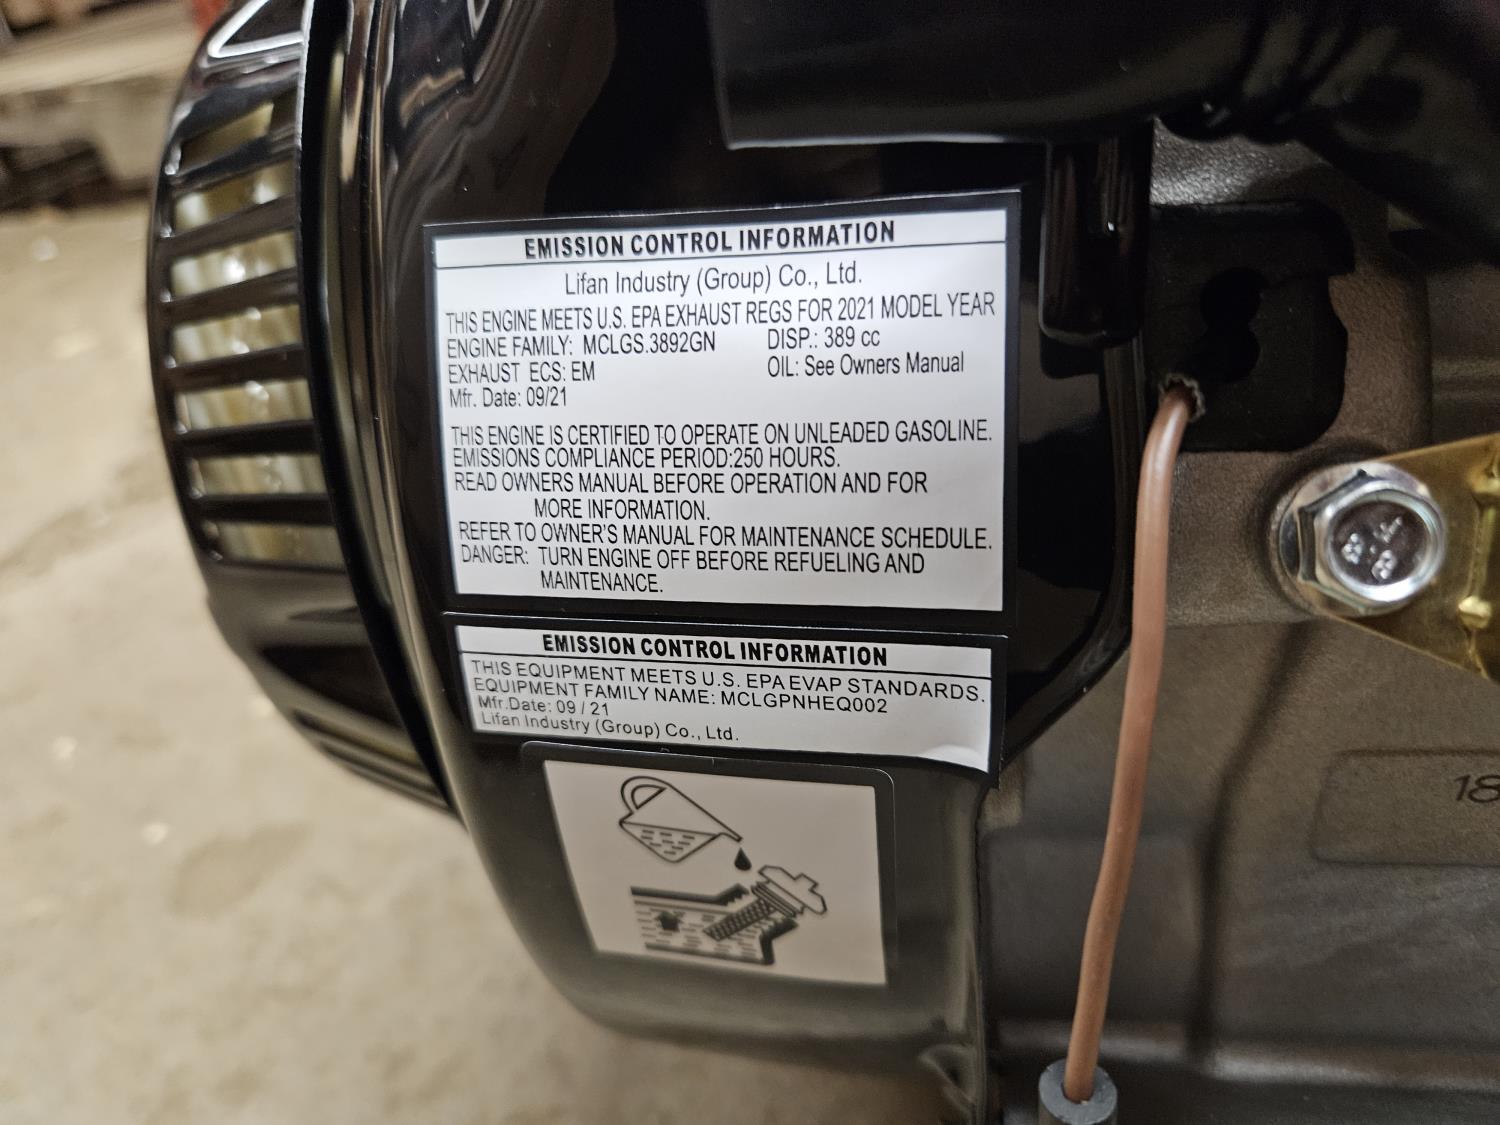 EMISSION CONTROL INFORMATION
Lifan Industry (Group) Co., Ltd.
THIS ENGINE MEETS U.S. EPA EXHAUST REGS FOR 2021 MODEL YEAR
ENGINE FAMILY: MCLGS.3892GN DISP.: 389 cc
EXHAUST ECS: EM OIL: See Owners Manual
Mfr. Date: 09/21
THIS ENGINE IS CERTIFIED TO OPERATE ON UNLEADED GASOLINE.
EMISSIONS COMPLIANCE PERIOD:250 HOURS.
READ OWNERS MANUAL BEFORE OPERATION AND FOR
MORE INFORMATION.
REFER TO OWNER'S MANUAL FOR MAINTENANCE SCHEDULE.
DANGER: TURN ENGINE OFF BEFORE REFUELING AND
MAINTENANCE.
EMISSION CONTROL INFORMATION
THIS EQUIPMENT MEETS U.S. EPA EVAP STANDARDS.
EQUIPMENT FAMILY NAME: MCLGPNHEQ002
Mfr.Date: 09 / 21
Lifan Industry (Group) Co., Ltd.